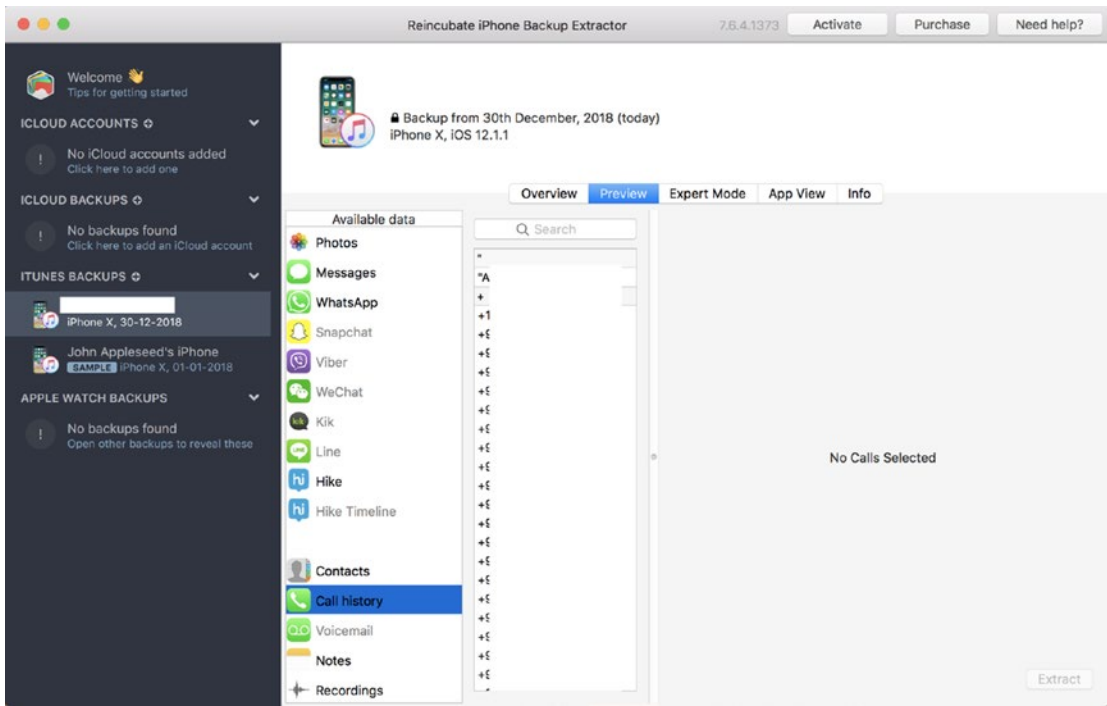 Reincubate iPhone Backup Extractor
7.6.4.1373
Activate
Purchase
Need help?
Welcome 👋
Tips for getting started
ICLOUD ACCOUNTS
No iCloud accounts added
Click here to add one
ICLOUD BACKUPS
No backups found
Click here to add an iCloud account
ITUNES BACKUPS
iPhone X, 30-12-2018
John Appleseed's iPhone
SAMPLE iPhone X, 01-01-2018
APPLE WATCH BACKUPS
No backups found
Open other backups to reveal these
Backup from 30th December, 2018 (today)
iPhone X, iOS 12.1.1
Overview
Preview
Expert Mode
App View
Info
Available data
Photos
Messages
WhatsApp
Snapchat
Viber
WeChat
Kik
Line
Hike
Hike Timeline
Contacts
Call history
Voicemail
Notes
Recordings
Search
"
"A
+
+1
No Calls Selected
Extract